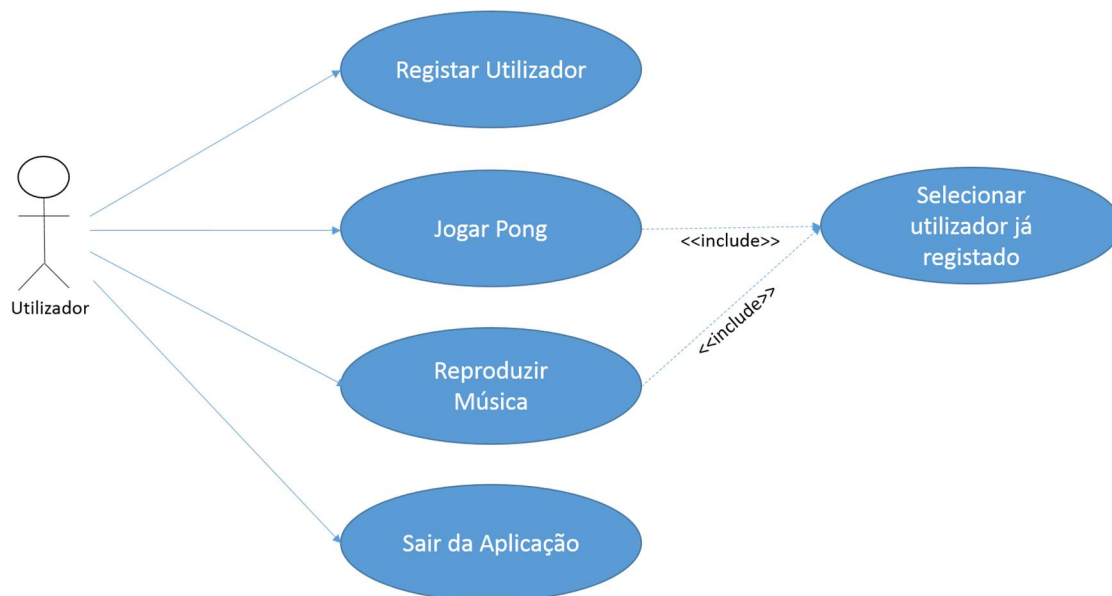 Registar Utilizador
Utilizador
Jogar Pong
<<include>>
Selecionar
utilizador já
registado
<<include>>
Reproduzir
Música
Sair da Aplicação